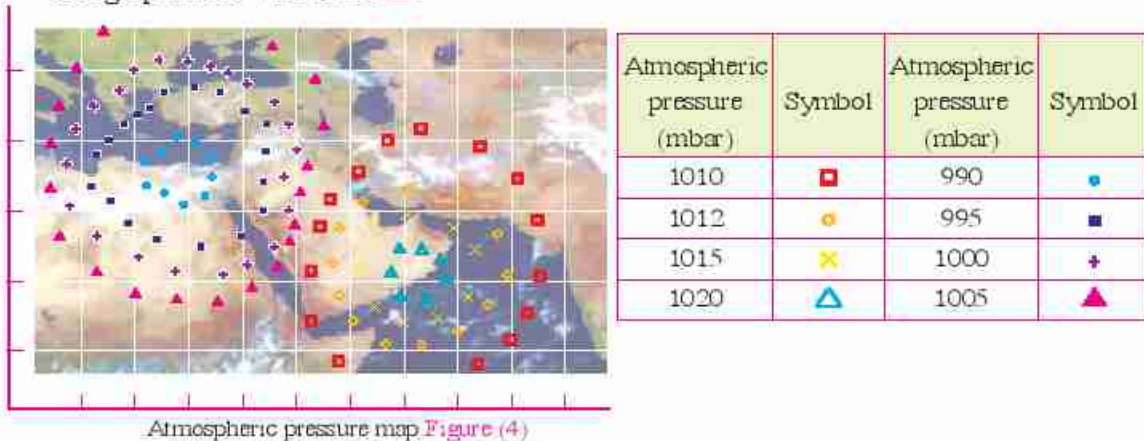 Atmospheric pressure (mbar) Symbol Atmospheric pressure (mbar) Symbol
1010 990
1012 995
1015 1000
1020 1005
Atmospheric pressure map Figure (4)